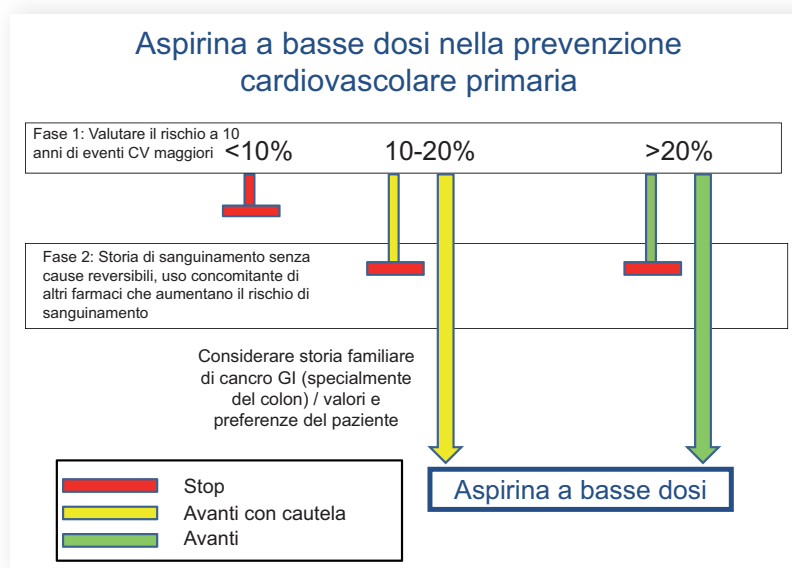 Aspirina a basse dosi nella prevenzione
cardiovascolare primaria
Fase 1: Valutare il rischio a 10
anni di eventi CV maggiori
<10%
10-20%
>20%
Fase 2: Storia di sanguinamento senza
cause reversibili, uso concomitante di
altri farmaci che aumentano il rischio di
sanguinamento
Considerare storia familiare
di cancro GI (specialmente
del colon) / valori e
preferenze del paziente
Aspirina a basse dosi
Stop
Avanti con cautela
Avanti